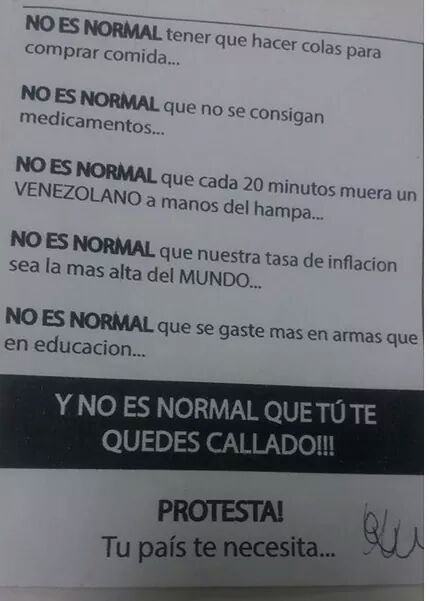 NO ES NORMAL tener que hacer colas para
comprar comida...
NO ES NORMAL que no se consigan
medicamentos...
NO ES NORMAL que cada 20 minutos muera un
VENEZOLANO a manos del hampa...
NO ES NORMAL que nuestra tasa de inflacion
sea la mas alta del MUNDO...
NO ES NORMAL que se gaste mas en armas que
en educacion...
Y NO ES NORMAL QUE TÚ TE
QUEDES CALLADO!!!
PROTESTA!
Tu país te necesita...